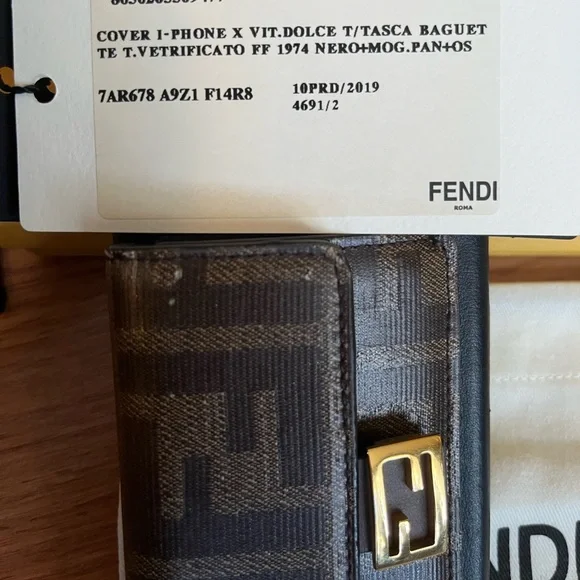 COVER I-PHONE X VIT.DOLCE T/TASCA BAGUET
TE T.VETRIFICATO FF 1974 NERO+MOG.PAN+OS
7AR678 A9Z1 F14R8
10PRD/2019
4691/2
FENDI
ROMA